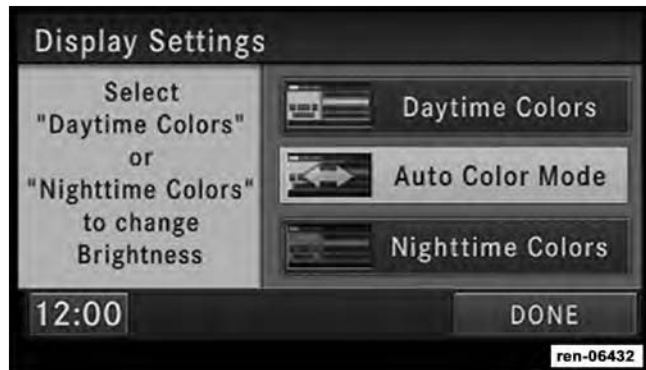 Display Settings
Select
"Daytime Colors"
or
"Nighttime Colors"
to change
Brightness
Daytime Colors
Auto Color Mode
Nighttime Colors
12:00
DONE
ren-06432